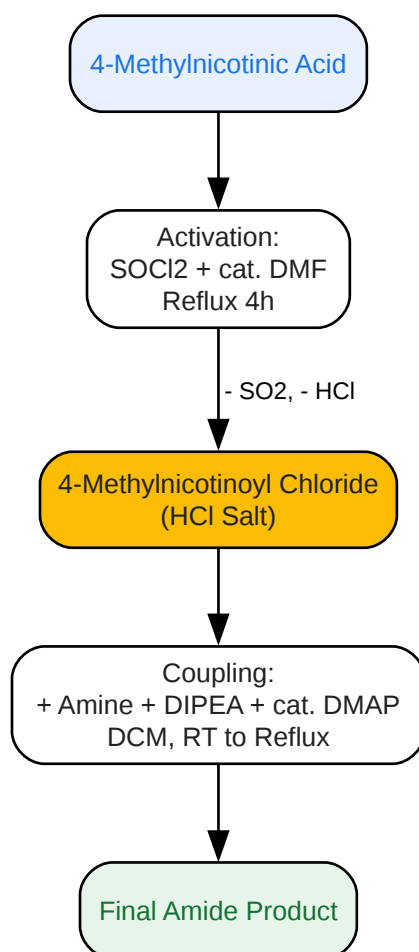 4-Methylnicotinic Acid
Activation:
SOCl2 + cat. DMF
Reflux 4h
- SO2, - HCl
4-Methylnicotinoyl Chloride
(HCl Salt)
Coupling:
+ Amine + DIPEA + cat. DMAP
DCM, RT to Reflux
Final Amide Product